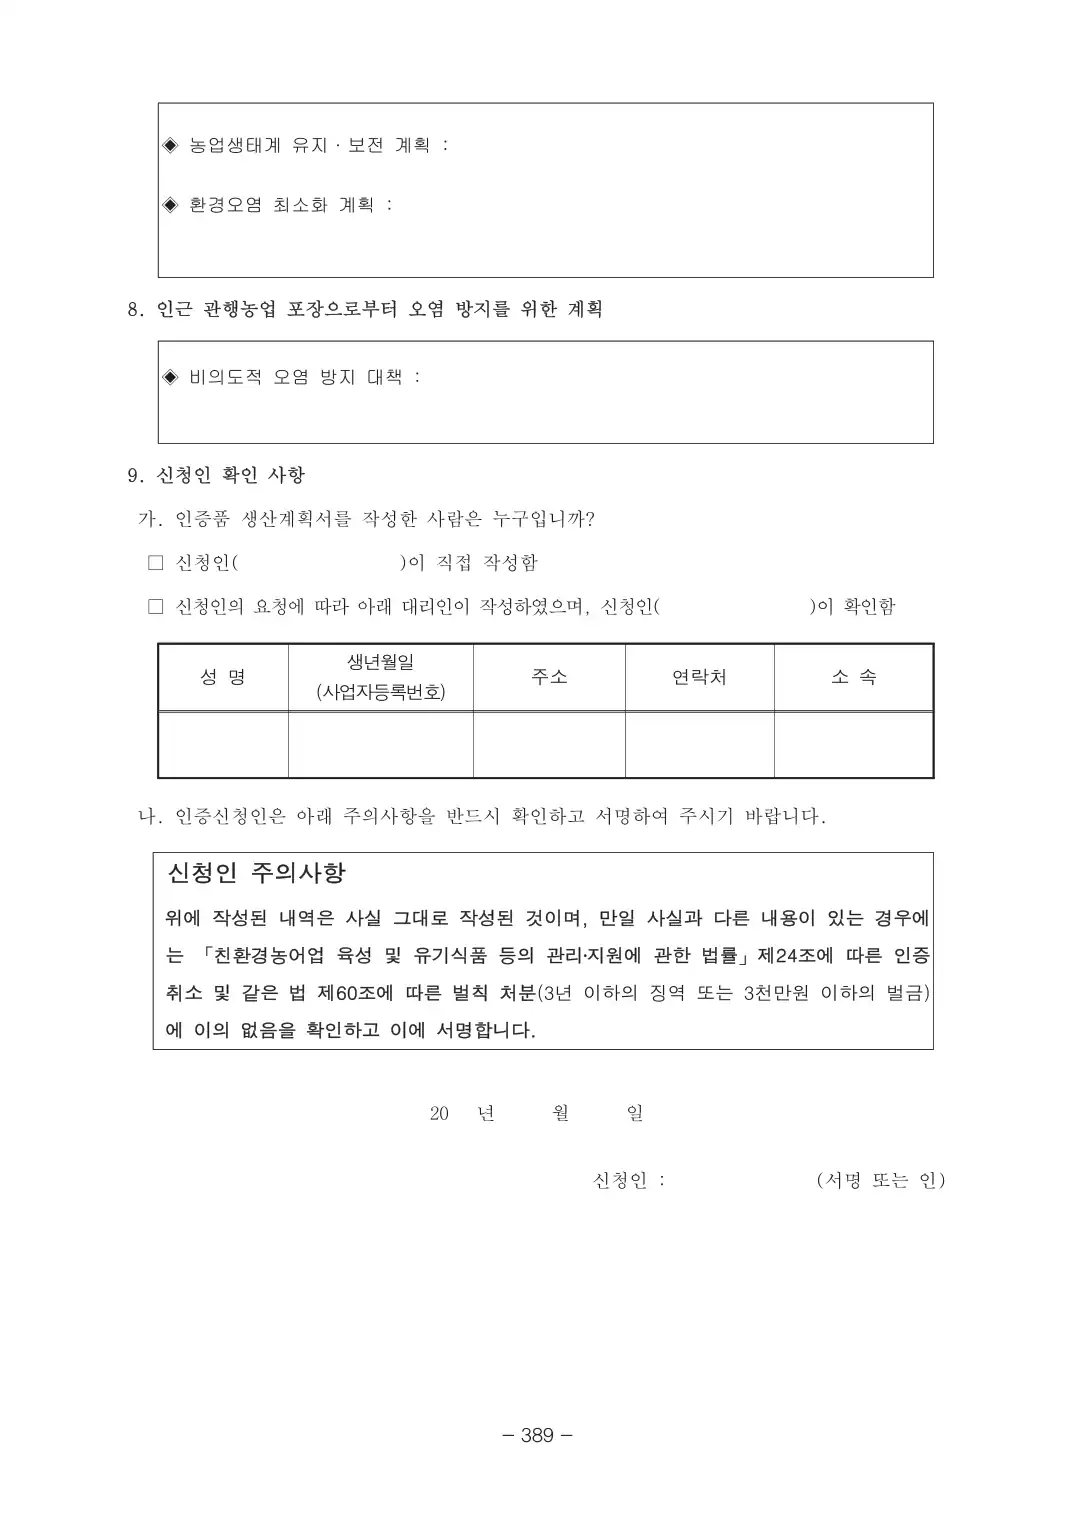 ◈ 농업생태계 유지·보전 계획 :
◈ 환경오염 최소화 계획 :
8. 인근 관행농업 포장으로부터 오염 방지를 위한 계획
◈ 비의도적 오염 방지 대책 :
9. 신청인 확인 사항
가. 인증품 생산계획서를 작성한 사람은 누구입니까?
□ 신청인( )이 직접 작성함
□ 신청인의 요청에 따라 아래 대리인이 작성하였으며, 신청인( )이 확인함
성 명 생년월일 (사업자등록번호) 주소 연락처 소 속
나. 인증신청인은 아래 주의사항을 반드시 확인하고 서명하여 주시기 바랍니다.
신청인 주의사항
위에 작성된 내역은 사실 그대로 작성된 것이며, 만일 사실과 다른 내용이 있는 경우에
는 「친환경농어업 육성 및 유기식품 등의 관리·지원에 관한 법률」제24조에 따른 인증
취소 및 같은 법 제60조에 따른 벌칙 처분(3년 이하의 징역 또는 3천만원 이하의 벌금)
에 이의 없음을 확인하고 이에 서명합니다.
20 년 월 일
신청인 : (서명 또는 인)
- 389 -